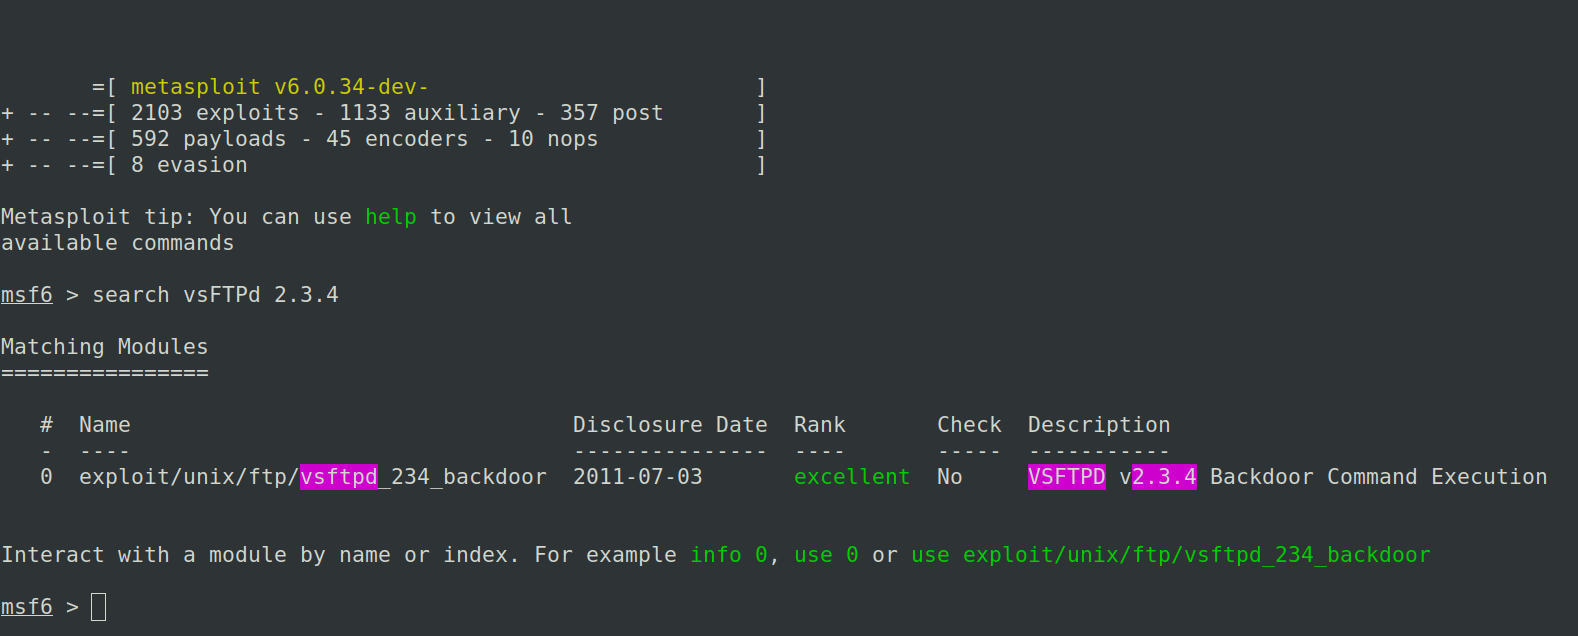 =[ metasploit v6.0.34-dev-                         ]
+ -- --=[ 2103 exploits - 1133 auxiliary - 357 post       ]
+ -- --=[ 592 payloads - 45 encoders - 10 nops            ]
+ -- --=[ 8 evasion                                       ]

Metasploit tip: You can use help to view all
available commands

msf6 > search vsFTPd 2.3.4

Matching Modules
================

   #  Name                                  Disclosure Date  Rank       Check  Description
   -  ----                                  ---------------  ----       -----  -----------
   0  exploit/unix/ftp/vsftpd_234_backdoor  2011-07-03       excellent  No     VSFTPD v2.3.4 Backdoor Command Execution


Interact with a module by name or index. For example info 0, use 0 or use exploit/unix/ftp/vsftpd_234_backdoor

msf6 >